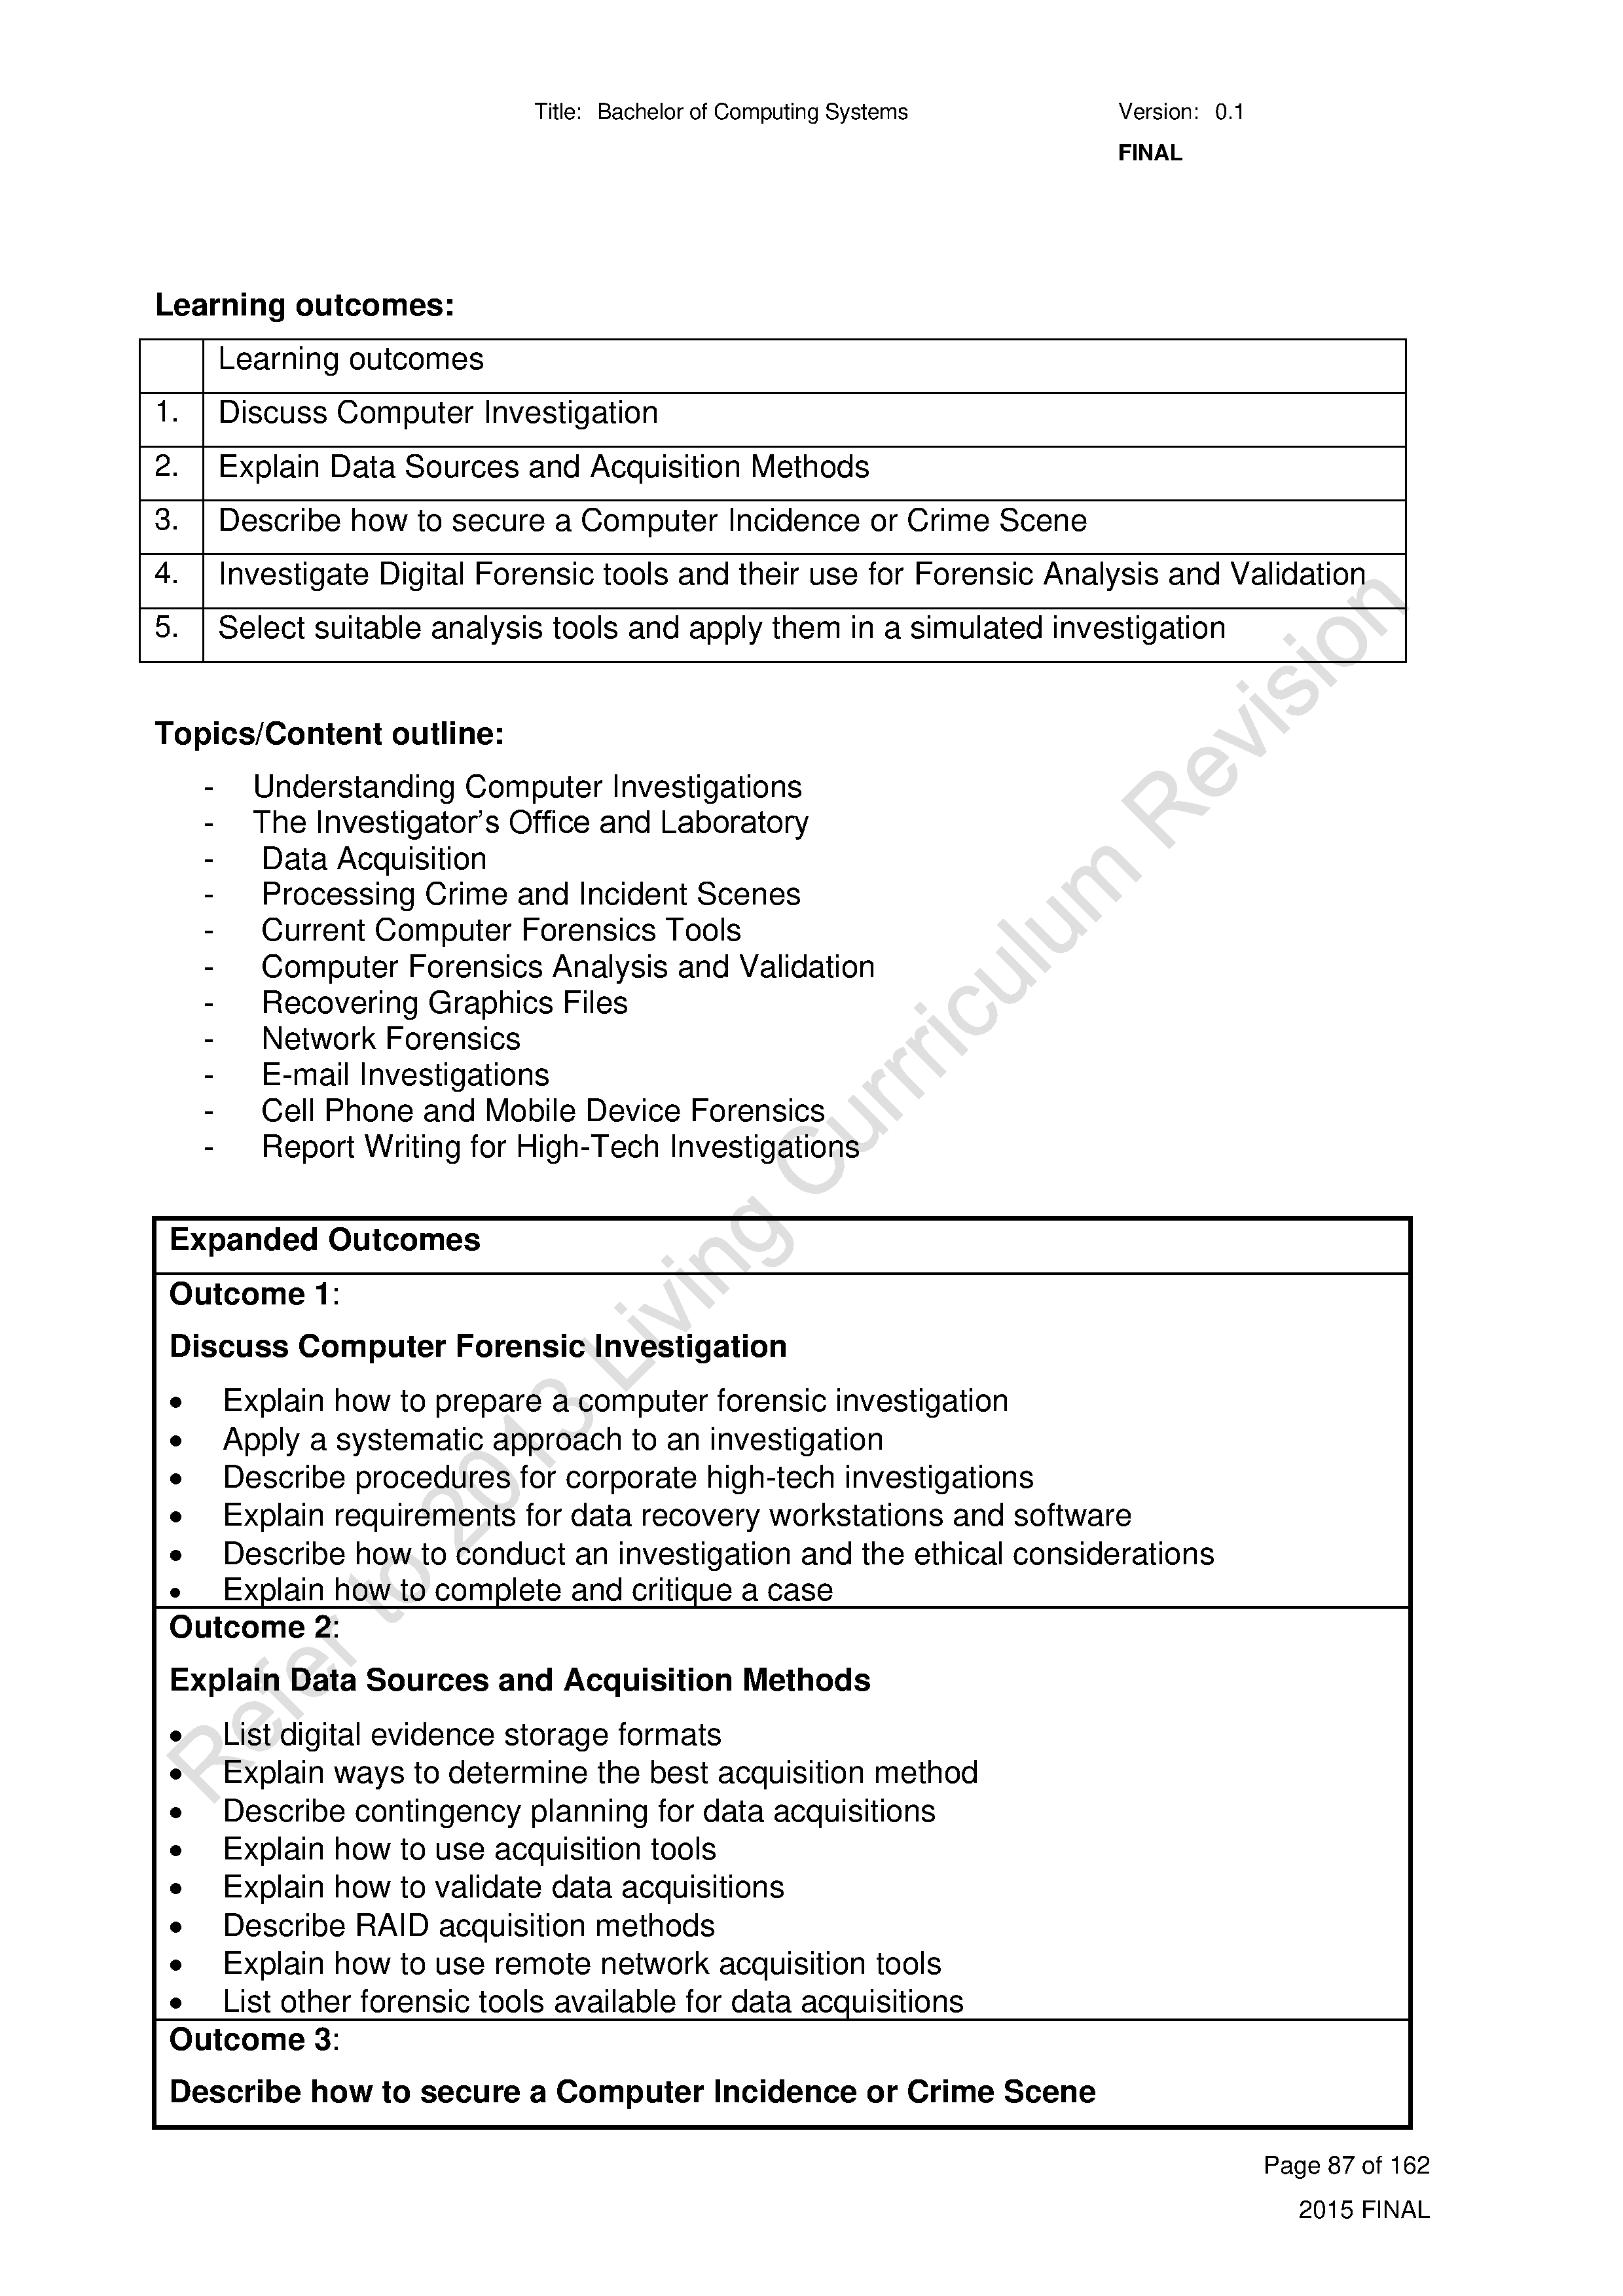 Title: Bachelor of Computing Systems Version: 0.1
FINAL
Learning outcomes:
Learning outcomes
1. Discuss Computer Investigation
2. Explain Data Sources and Acquisition Methods
3. Describe how to secure a Computer Incidence or Crime Scene
4. Investigate Digital Forensic tools and their use for Forensic Analysis and Validation
5. Select suitable analysis tools and apply them in a simulated investigation
Topics/Content outline:
- Understanding Computer Investigations
- The Investigator’s Office and Laboratory
- Data Acquisition
- Processing Crime and Incident Scenes
- Current Computer Forensics Tools
- Computer Forensics Analysis and Validation
- Recovering Graphics Files
- Network Forensics
- E-mail Investigations
- Cell Phone and Mobile Device Forensics
- Report Writing for High-Tech Investigations
Expanded Outcomes
Outcome 1:
Discuss Computer Forensic Investigation
• Explain how to prepare a computer forensic investigation
• Apply a systematic approach to an investigation
• Describe procedures for corporate high-tech investigations
• Explain requirements for data recovery workstations and software
• Describe how to conduct an investigation and the ethical considerations
• Explain how to complete and critique a case
Outcome 2:
Explain Data Sources and Acquisition Methods
• List digital evidence storage formats
• Explain ways to determine the best acquisition method
• Describe contingency planning for data acquisitions
• Explain how to use acquisition tools
• Explain how to validate data acquisitions
• Describe RAID acquisition methods
• Explain how to use remote network acquisition tools
• List other forensic tools available for data acquisitions
Outcome 3:
Describe how to secure a Computer Incidence or Crime Scene
Page 87 of 162
2015 FINAL
Refer to 2013 Living Currriculum Revision